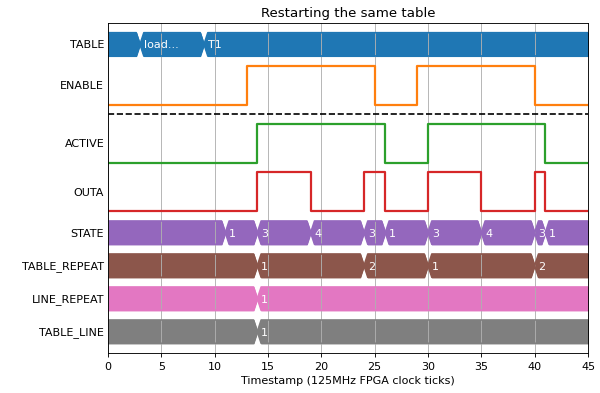 Restarting the same table
TABLE load... T1
ENABLE
ACTIVE
OUTA
STATE 1 3 4 3 1 3 4 3 1
TABLE_REPEAT 1 2 1 2
LINE_REPEAT 1
TABLE_LINE 1
0 5 10 15 20 25 30 35 40 45
Timestamp (125MHz FPGA clock ticks)